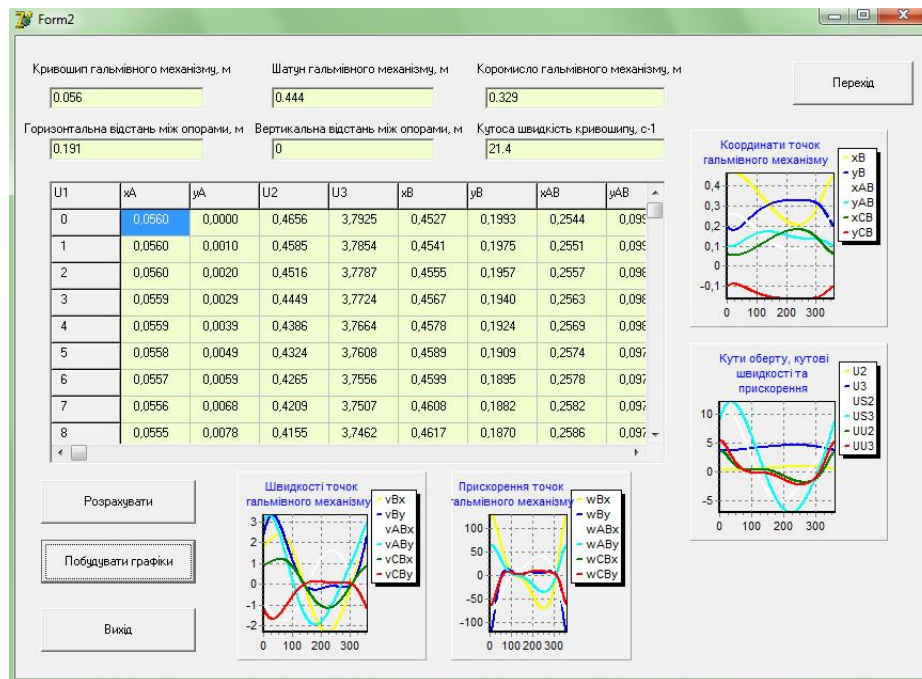 Form2
Кривошип гальмівного механізму, м
Шатун гальмівного механізму, м
Коромисло гальмівного механізму, м
0.056
0.444
0.329
Перехід
Горизонтальна відстань між опорами, м
Вертикальна відстань між опорами, м
Кутоса швидкість кривошипу, с-1
0.191
0
21.4
U1 xA yA U2 U3 xB yB xAB yAB
0 0,0560 0,0000 0,4656 3,7925 0,4527 0,1993 0,2544
1 0,0560 0,0010 0,4585 3,7854 0,4541 0,1975 0,2551
2 0,0560 0,0020 0,4516 3,7787 0,4555 0,1957 0,2557
3 0,0559 0,0029 0,4449 3,7724 0,4567 0,1940 0,2563
4 0,0559 0,0039 0,4386 3,7664 0,4578 0,1924 0,2569
5 0,0558 0,0049 0,4324 3,7608 0,4589 0,1909 0,2574
6 0,0557 0,0059 0,4265 3,7556 0,4599 0,1895 0,2578
7 0,0556 0,0068 0,4209 3,7507 0,4608 0,1882 0,2582
8 0,0555 0,0078 0,4155 3,7462 0,4617 0,1870 0,2586
Координати точок
гальмівного механізму
xB
yB
xAB
yAB
xCB
yCB
0,4
0,3
0,2
0,1
0
-0,1
0 100 200 300
Кути оберту, кутові
швидкості та
прискорення
U2
U3
US2
US3
UU2
UU3
10
5
0
-5
0 100 200 300
Розрахувати
Побудувати графіки
Вихід
Швидкості точок
гальмівного механізму
vBx
vBy
vABx
vABy
vCBx
vCBy
3
2
1
0
-1
-2
0 100 200 300
Прискорення точок
гальмівного механізму
wBx
wBy
wABx
wABy
wCBx
wCBy
100
50
0
-50
-100
0 100 200 300